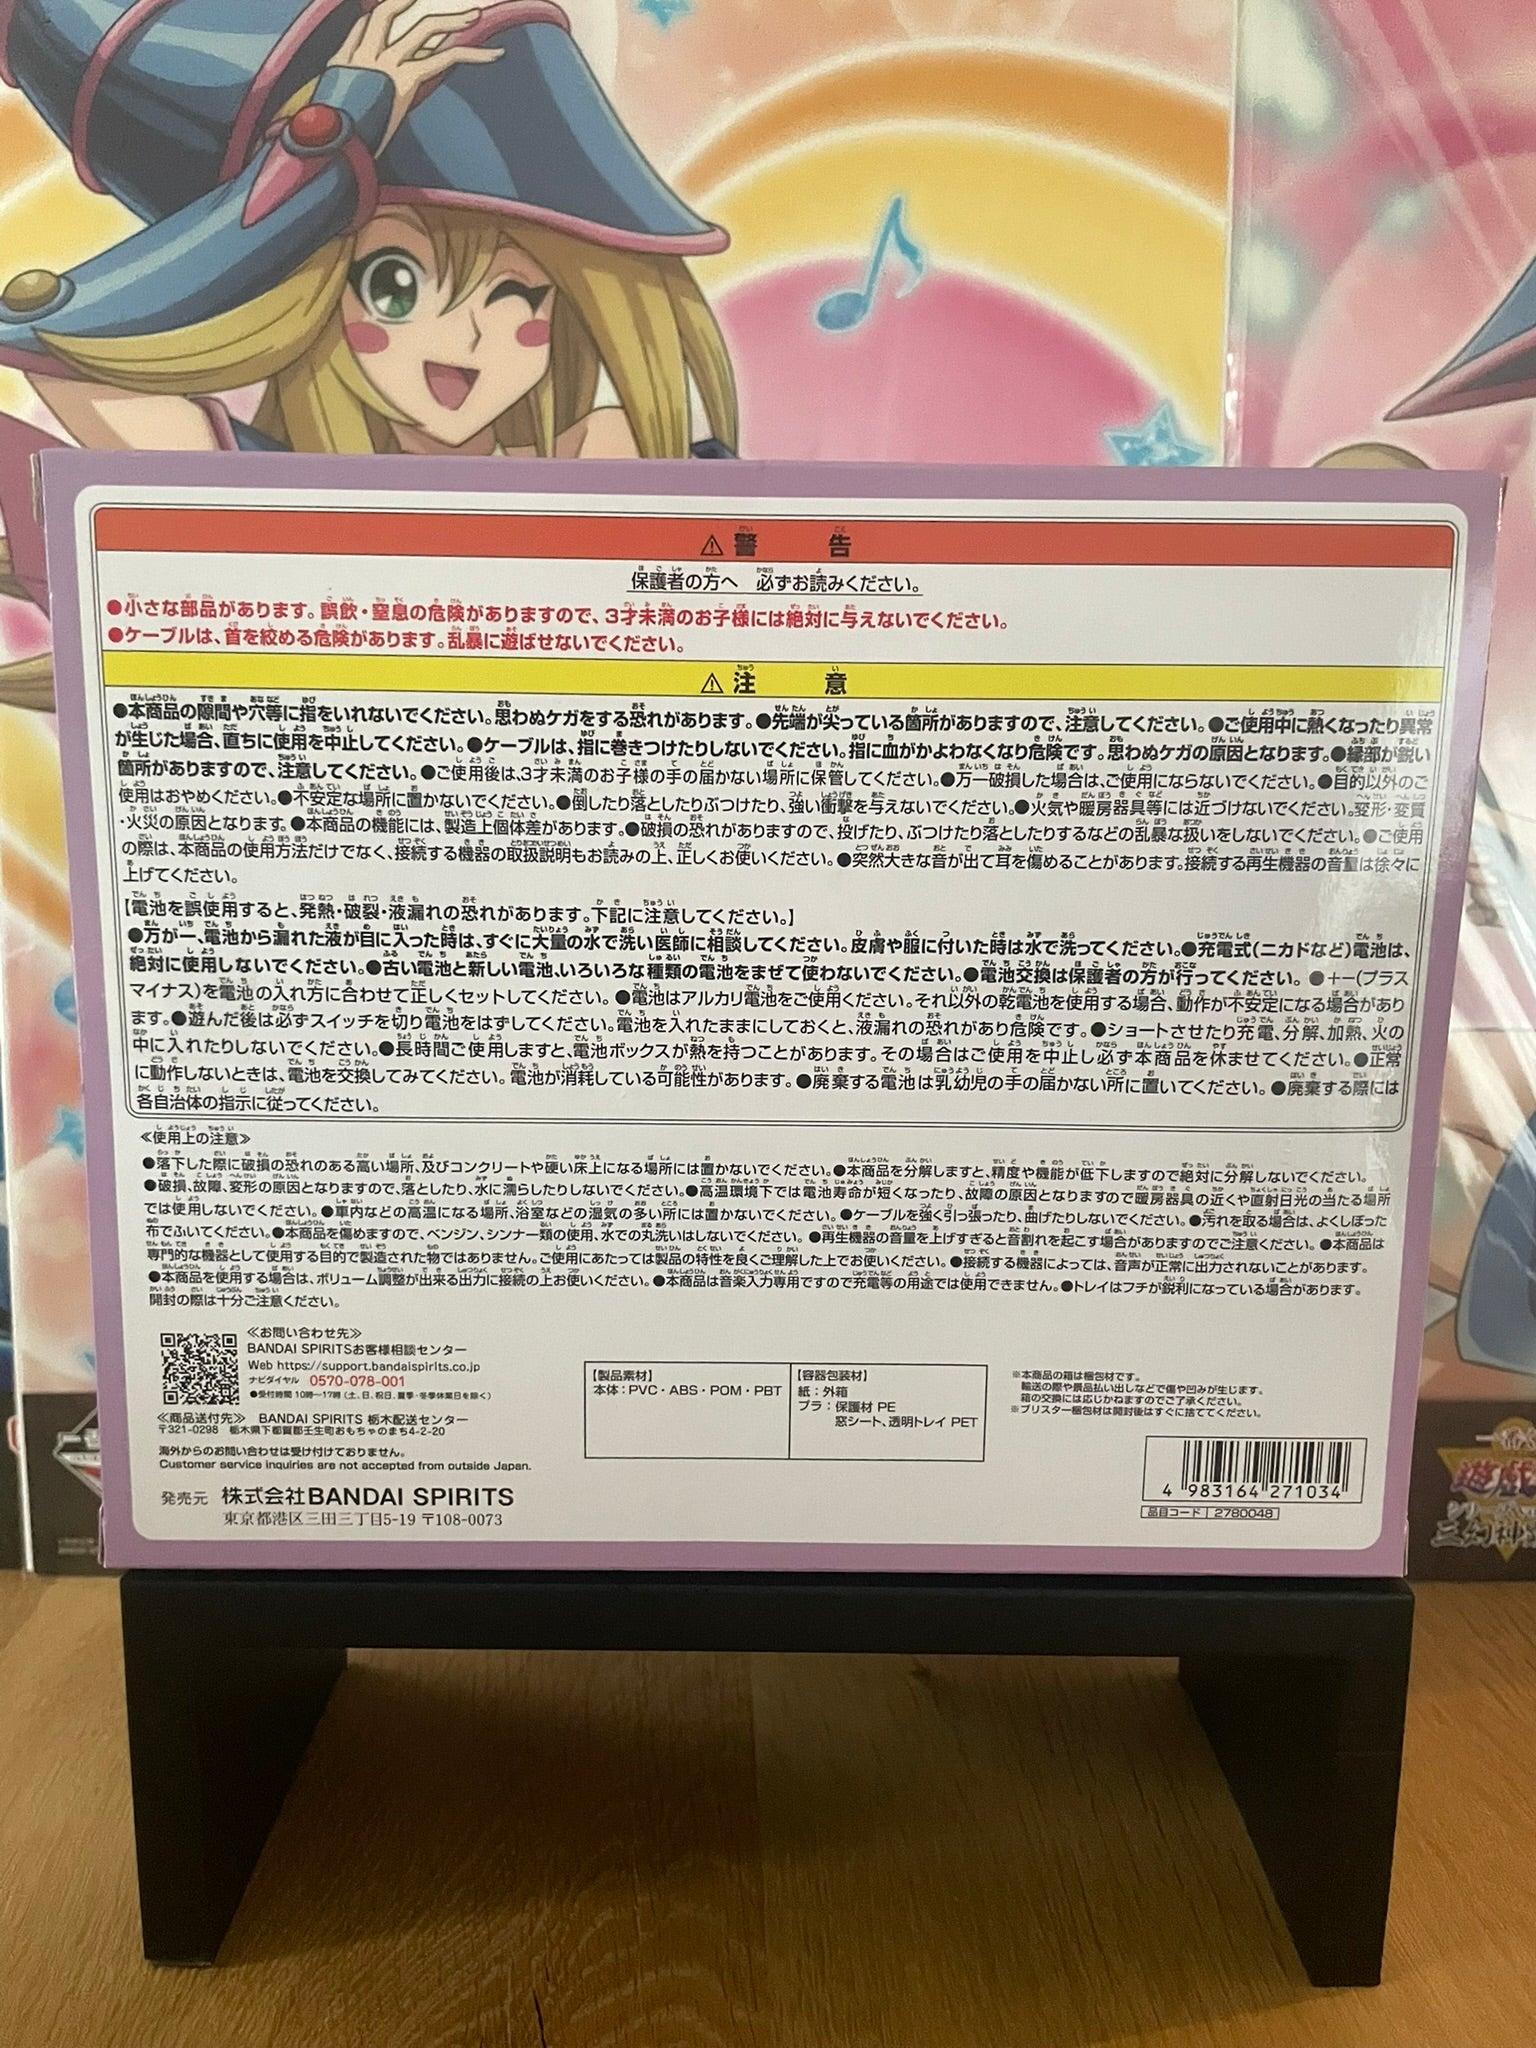 ⚠警告
保護者の方へ 必ずお読みください。
●小さな部品があります。誤飲・窒息の危険がありますので、3才未満のお子様には絶対に与えないでください。
●ケーブルは、首を絞める危険があります。乱暴に遊ばせないでください。
⚠注意
●本商品の隙間や穴等に指をいれないでください。思わぬケガをする恐れがあります。●先端が尖っている箇所がありますので、注意してください。●ご使用中に熱くなったり異常
が生じた場合、直ちに使用を中止してください。●ケーブルは、指に巻きつけたりしないでください。指に血がかよわなくなり危険です。思わぬケガの原因となります。●縁部が鋭い
箇所がありますので、注意してください。●ご使用後は、3才未満のお子様の手の届かない場所に保管してください。●万一破損した場合は、ご使用にならないでください。●目的以外のご
使用はおやめください。●不安定な場所に置かないでください。●倒したり落としたりぶつけたり、強い衝撃を与えないでください。●火気や暖房器具等には近づけないでください。変形・変質
・火災の原因となります。●本商品の機能には、製造上個体差があります。●破損の恐れがありますので、投げたり、ぶつけたり落としたりするなどの乱暴な扱いをしないでください。●ご使用
の際は、本商品の使用方法だけでなく、接続する機器の取扱説明もお読みの上、正しくお使いください。●突然大きな音が出て耳を傷めることがあります。接続する再生機器の音量は徐々に
上げてください。
【電池を誤使用すると、発熱・破裂・液漏れの恐れがあります。下記に注意してください。】
●万が一、電池から漏れた液が目に入った時は、すぐに大量の水で洗い医師に相談してください。皮膚や服に付いた時は水で洗ってください。●充電式(ニカドなど)電池は、
絶対に使用しないでください。●古い電池と新しい電池、いろいろな種類の電池をまぜて使わないでください。●電池交換は保護者の方が行ってください。●+−(プラス
マイナス)を電池の入れ方に合わせて正しくセットしてください。●電池はアルカリ電池をご使用ください。それ以外の乾電池を使用する場合、動作が不安定になる場合があり
ます。●遊んだ後は必ずスイッチを切り電池をはずしてください。電池を入れたままにしておくと、液漏れの恐れがあり危険です。●ショートさせたり充電、分解、加熱、火の
中に入れたりしないでください。●長時間ご使用しますと、電池ボックスが熱を持つことがあります。その場合はご使用を中止し必ず本商品を休ませてください。●正常
に動作しないときは、電池を交換してみてください。電池が消耗している可能性があります。●廃棄する電池は乳幼児の手の届かない所に置いてください。●廃棄する際には
各自治体の指示に従ってください。
≪使用上の注意≫
●落下した際に破損の恐れのある高い場所、及びコンクリートや硬い床上になる場所には置かないでください。●本商品を分解しますと、精度や機能が低下しますので絶対に分解しないでください。
●破損、故障、変形の原因となりますので、落としたり、水に濡らしたりしないでください。●高温環境下では電池寿命が短くなったり、故障の原因となりますので暖房器具の近くや直射日光の当たる場所
では使用しないでください。●車内などの高温になる場所、浴室などの湿気の多い所には置かないでください。●ケーブルを強く引っ張ったり、曲げたりしないでください。●汚れを取る場合は、よくしぼった
布でふいてください。●本商品を傷めますので、ベンジン、シンナー類の使用、水での丸洗いはしないでください。●再生機器の音量を上げすぎると音割れを起こす場合がありますのでご注意ください。●本商品は
専門的な機器として使用する目的で製造された物ではありません。ご使用にあたっては製品の特性を良くご理解した上でお使いください。●接続する機器によっては、音声が正常に出力されないことがあります。
●本商品を使用する場合は、ボリューム調整が出来る出力に接続の上お使いください。●本商品は音楽入力専用ですので充電等の用途では使用できません。●トレイはフチが鋭利になっている場合があります。
開封の際は十分ご注意ください。
≪お問い合わせ先≫
BANDAI SPIRITSお客様相談センター
Web https://support.bandaispirits.co.jp
ナビダイヤル 0570-078-001
●受付時間 10時〜17時 (土、日、祝日、夏季・冬季休業日を除く)
≪商品送付先≫ BANDAI SPIRITS 栃木配送センター
〒321-0298 栃木県下都賀郡壬生町おもちゃのまち4-2-20
海外からのお問い合わせは受け付けておりません。
Customer service inquiries are not accepted from outside Japan.
発売元 株式会社BANDAI SPIRITS
東京都港区三田三丁目5-19 〒108-0073
【製品素材】
本体：PVC・ABS・POM・PBT
【容器包装材】
紙：外箱
プラ：保護材 PE
窓シート、透明トレイ PET
※本商品の箱は梱包材です。
輸送の際や景品払い出しなどで傷や凹みが生じます。
箱の交換には応じかねますのでご了承ください。
※ブリスター梱包材は開封後はすぐに捨ててください。
4 983164 271034
品目コード 2780048
遊戯
三幻神